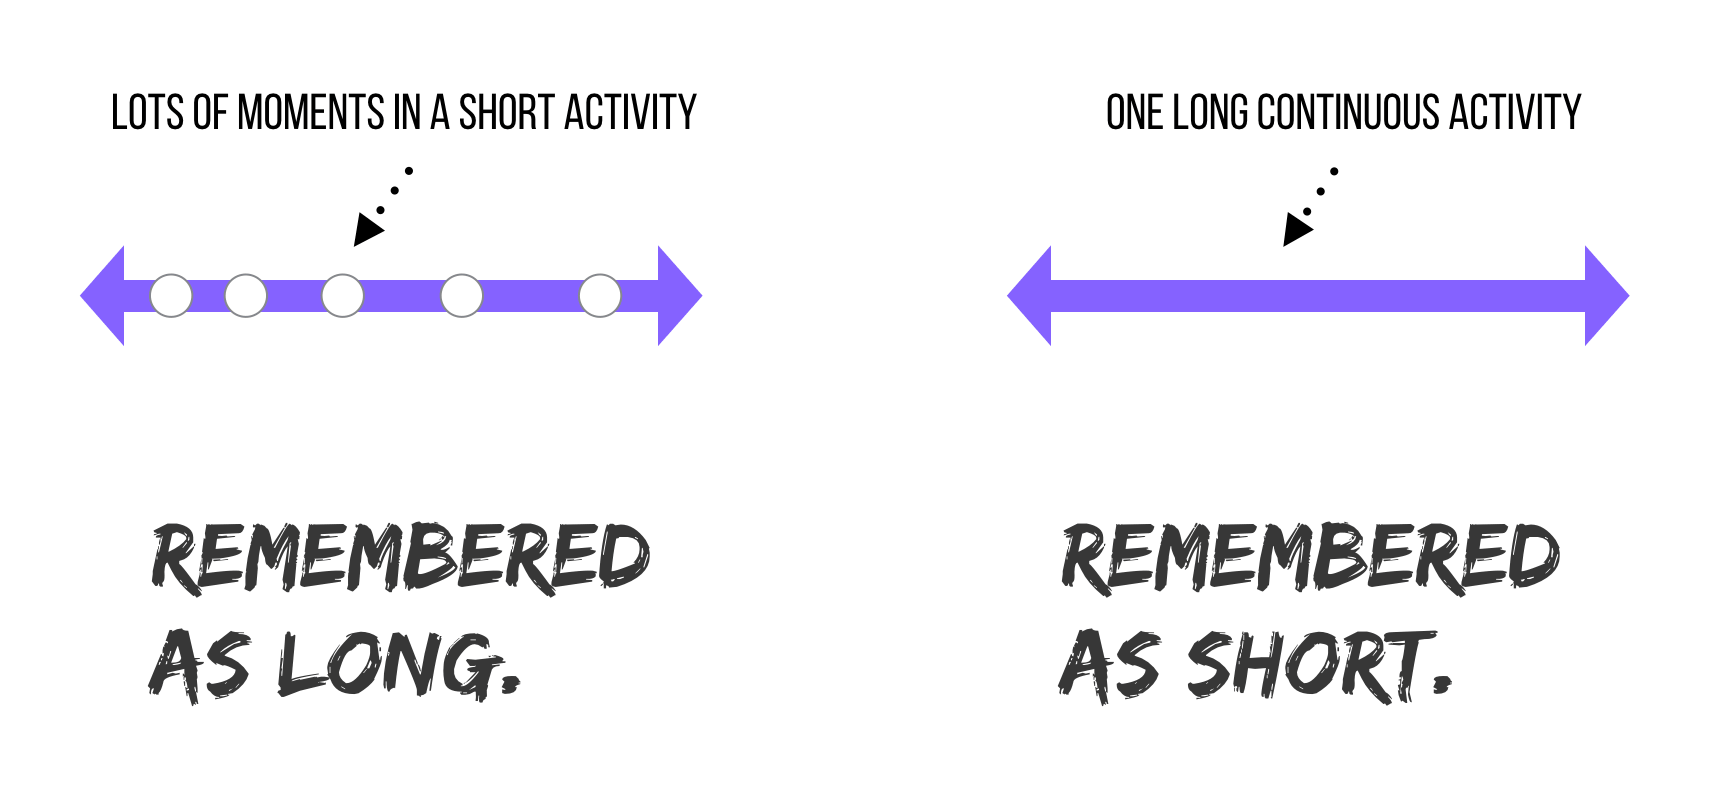 LOTS OF MOMENTS IN A SHORT ACTIVITY
REMEMBERED
AS LONG.
ONE LONG CONTINUOUS ACTIVITY
REMEMBERED
AS SHORT.